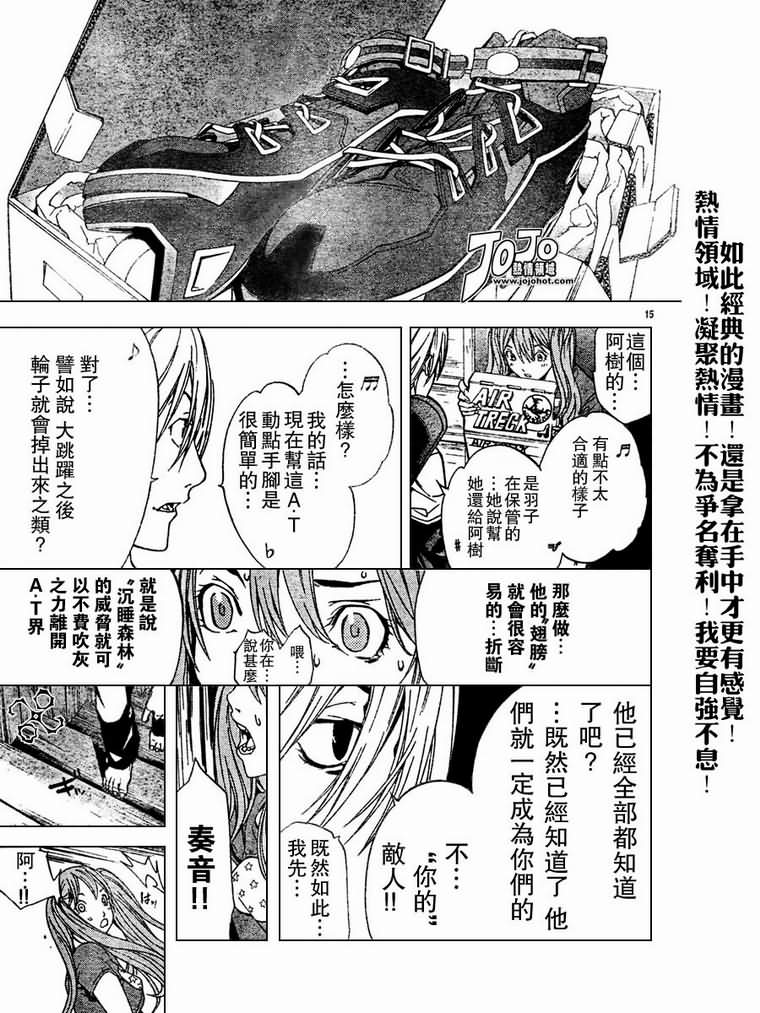 JOJO
熱情領域
www.jojohot.com
15
如此經典的漫畫！還是拿在手中才更有感覺！
熱情領域！凝聚熱情！不為爭名奪利！我要自強不息！
這個…
阿樹的…
AIR
TRECK
有點不太
合適的樣子
是羽子
在保管的
…她說幫
她還給阿樹
…怎麼樣？
我的話…
現在幫這A·T
動點手腳是
很簡單的…
對了…
譬如說 大跳躍之後
輪子就會掉出來之類？
那麼做…
他的“翅膀”
就會很容
易的…折斷
喂…
你在…
說甚麼
就是說
“沉睡森林”
的威脅就可
以不費吹灰
之力離開
A·T界
他已經全部都知道
了吧？
…既然已經知道了 他
們就一定成為你們的
不…
“你的”
敵人!!
既然如此…
我先…
奏音!!
阿…!!